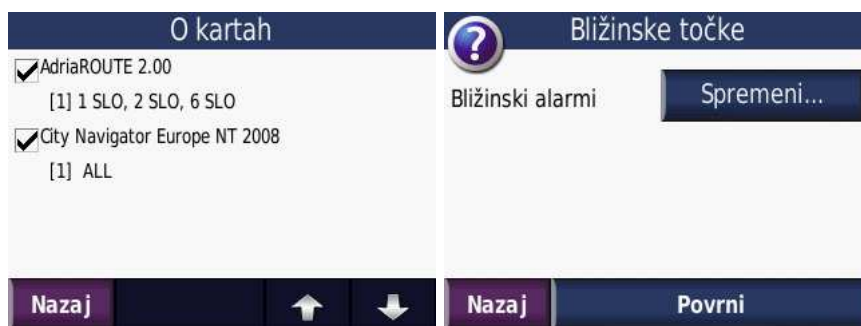 O kartah
AdriaROUTE 2.00
[1] 1 SLO, 2 SLO, 6 SLO
City Navigator Europe NT 2008
[1] ALL
Nazaj
Bližinske točke
Bližinski alarmi
Spremeni...
Nazaj
Povrni